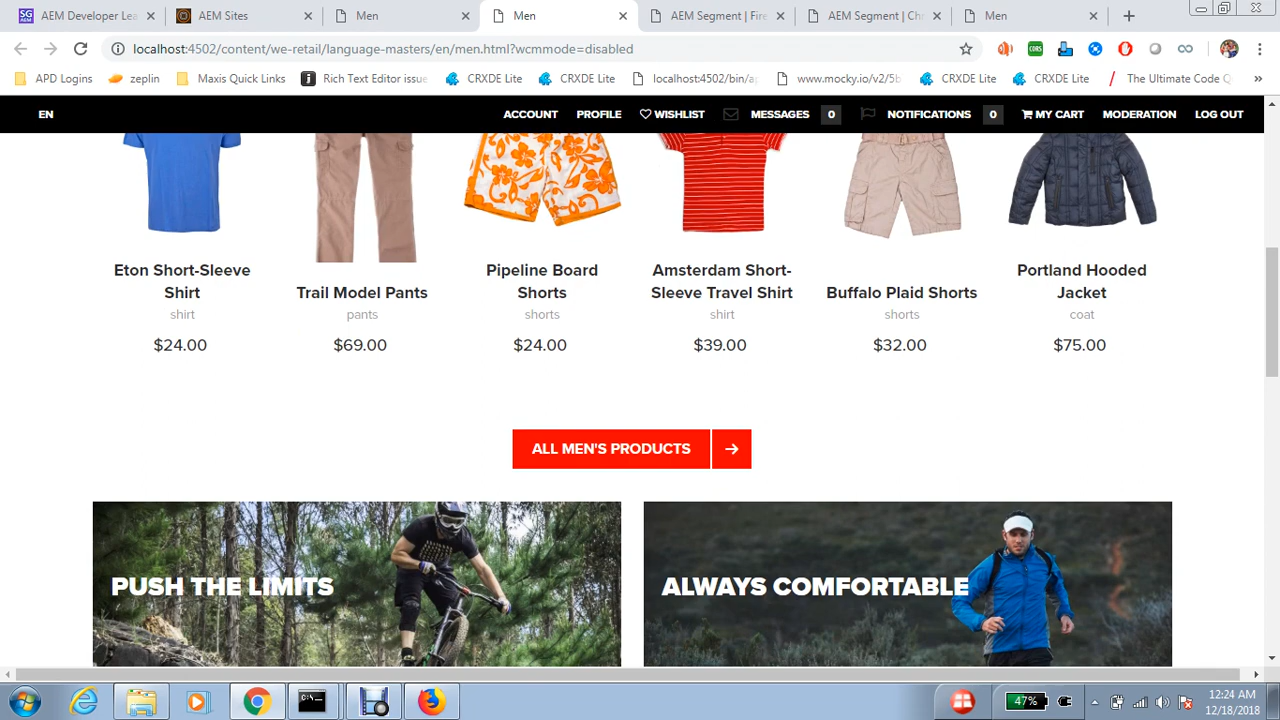 AEM Developer Lea
AEM Sites
Men
Men
AEM Segment | Fire
AEM Segment | Ch
Men
localhost:4502/content/we-retail/language-masters/en/men.html?wcmmode=disabled
APD Logins
zeplin
Maxis Quick Links
Rich Text Editor issue
CRXDE Lite
CRXDE Lite
localhost:4502/bin/a
www.mocky.io/v2/5b
CRXDE Lite
CRXDE Lite
The Ultimate Code Q
»
EN
ACCOUNT
PROFILE
WISHLIST
MESSAGES 0
NOTIFICATIONS 0
MY CART
MODERATION
LOG OUT
Eton Short-Sleeve
Shirt
shirt
$24.00
Trail Model Pants
pants
$69.00
Pipeline Board
Shorts
shorts
$24.00
Amsterdam Short-
Sleeve Travel Shirt
shirt
$39.00
Buffalo Plaid Shorts
shorts
$32.00
Portland Hooded
Jacket
coat
$75.00
ALL MEN'S PRODUCTS
PUSH THE LIMITS
ALWAYS COMFORTABLE
47%
12:24 AM
12/18/2018